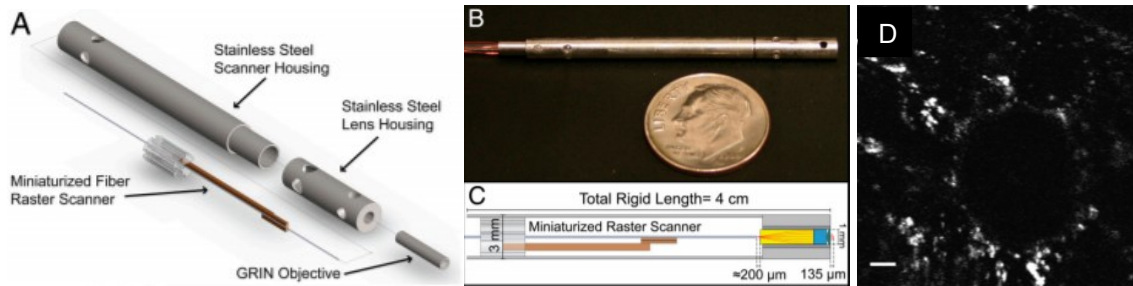 A
Stainless Steel
Scanner Housing
Stainless Steel
Lens Housing
Miniaturized Fiber
Raster Scanner
GRIN Objective
B
C
Total Rigid Length= 4 cm
Miniaturized Raster Scanner
3 mm
1 mm
≈200 μm
135 μm
D